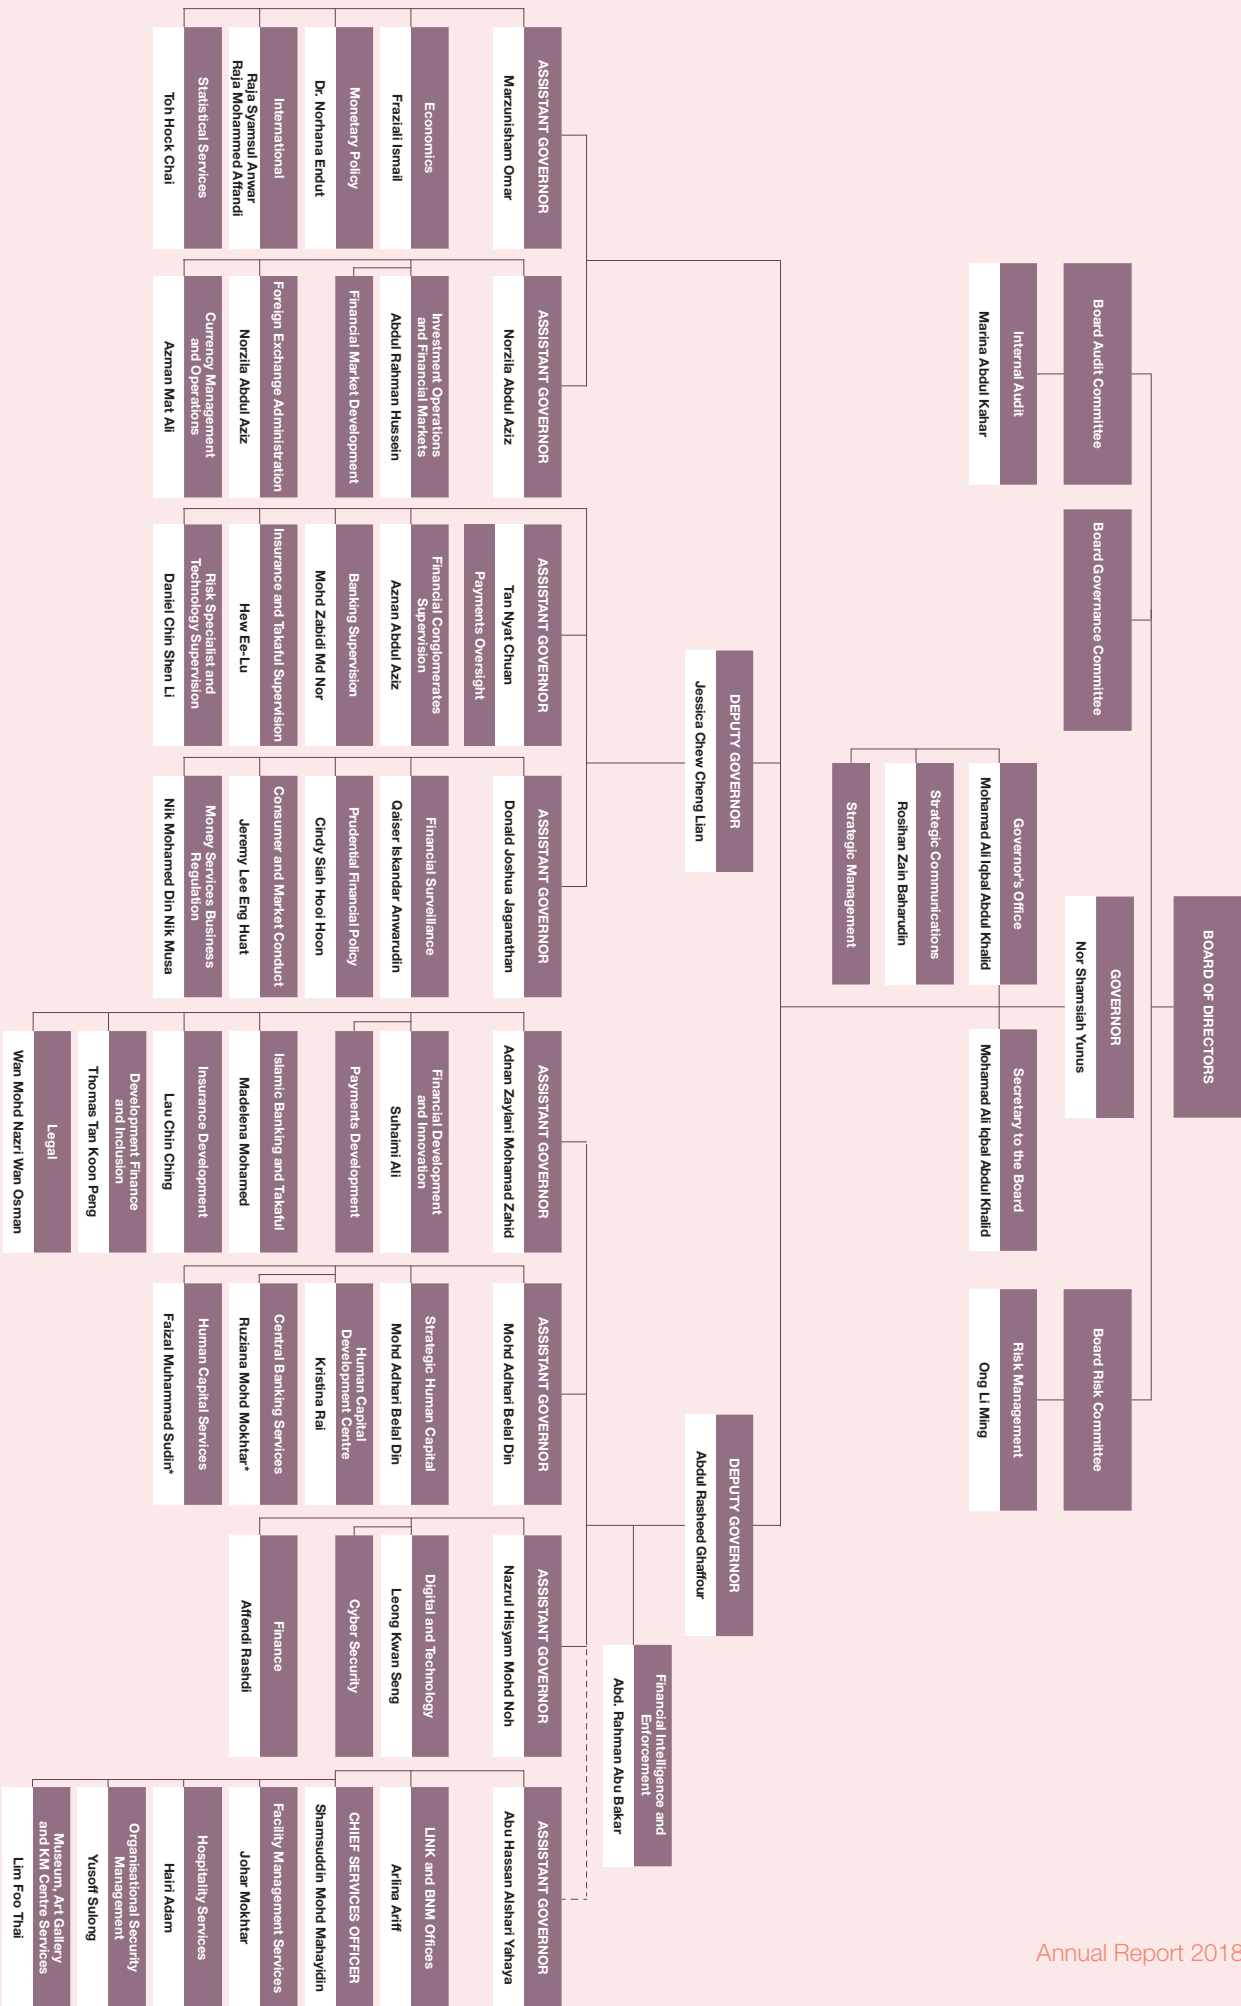 BOARD OF DIRECTORS
GOVERNOR
Nor Shamsiah Yunus
Board Audit Committee
Board Governance Committee
Board Risk Committee
Internal Audit
Marina Abdul Kahar
Governor's Office
Mohamad Ali Iqbal Abdul Khalid
Secretary to the Board
Mohamad Ali Iqbal Abdul Khalid
Risk Management
Ong Li Ming
Strategic Communications
Rosihan Zain Baharudin
Strategic Management
DEPUTY GOVERNOR
Jessica Chew Cheng Lian
DEPUTY GOVERNOR
Abdul Rasheed Ghaffour
Financial Intelligence and
Enforcement
Abd. Rahman Abu Bakar
ASSISTANT GOVERNOR
Marzunisham Omar
Economics
Fraziali Ismail
Monetary Policy
Dr. Norhana Endut
International
Raja Syamsul Anwar
Raja Mohammed Affandi
Statistical Services
Toh Hock Chai
ASSISTANT GOVERNOR
Norzila Abdul Aziz
Investment Operations
and Financial Markets
Abdul Rahman Hussein
Financial Market Development
Foreign Exchange Administration
Norzila Abdul Aziz
Currency Management
and Operations
Azman Mat Ali
ASSISTANT GOVERNOR
Tan Nyat Chuan
Payments Oversight
Financial Conglomerates
Supervision
Aznan Abdul Aziz
Banking Supervision
Mohd Zabidi Md Nor
Insurance and Takaful Supervision
Hew Ee-Lu
Risk Specialist and
Technology Supervision
Daniel Chin Shen Li
ASSISTANT GOVERNOR
Donald Joshua Jaganathan
Financial Surveillance
Qaiser Iskandar Anwarudin
Prudential Financial Policy
Cindy Siah Hooi Hoon
Consumer and Market Conduct
Jeremy Lee Eng Huat
Money Services Business
Regulation
Nik Mohamed Din Nik Musa
ASSISTANT GOVERNOR
Adnan Zaylani Mohamad Zahid
Financial Development
and Innovation
Suhaimi Ali
Payments Development
Islamic Banking and Takaful
Madelena Mohamed
Insurance Development
Lau Chin Ching
Development Finance
and Inclusion
Thomas Tan Koon Peng
Legal
Wan Mohd Nazri Wan Osman
ASSISTANT GOVERNOR
Mohd Adhari Belal Din
Strategic Human Capital
Mohd Adhari Belal Din
Human Capital
Development Centre
Kristina Rai
Central Banking Services
Ruziana Mohd Mokhtar*
Human Capital Services
Faizal Muhammad Sudin*
ASSISTANT GOVERNOR
Nazrul Hisyam Mohd Noh
Digital and Technology
Leong Kwan Seng
Cyber Security
Finance
Affendi Rashdi
ASSISTANT GOVERNOR
Abu Hassan Alshari Yahaya
LINK and BNM Offices
Arlina Ariff
CHIEF SERVICES OFFICER
Shamsuddin Mohd Mahayidin
Facility Management Services
Johar Mokhtar
Hospitality Services
Hairi Adam
Organisational Security
Management
Yusoff Sulong
Museum, Art Gallery
and KM Centre Services
Lim Foo Thai
Annual Report 2018